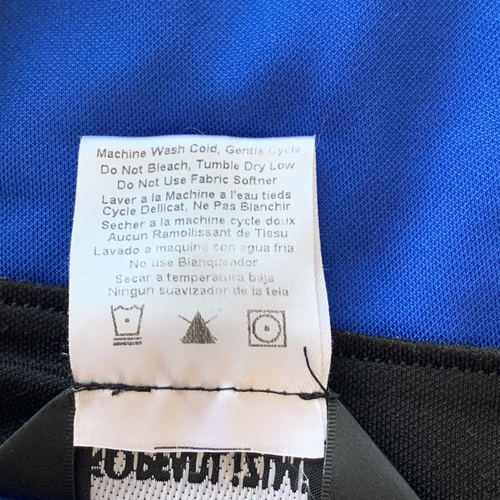 Machine Wash Cold, Gentle Cycle
Do Not Bleach, Tumble Dry Low
Do Not Use Fabric Softner
Laver a la Machine a l'eau tieds
Cycle Dellicat, Ne Pas Blanchir
Secher a la machine cycle doux
Aucun Ramollissant de Tissu
Lavado a maquina con agua fria
No use Blanqueador
Secar a temperatura baja
Ningun suavizador de la tela